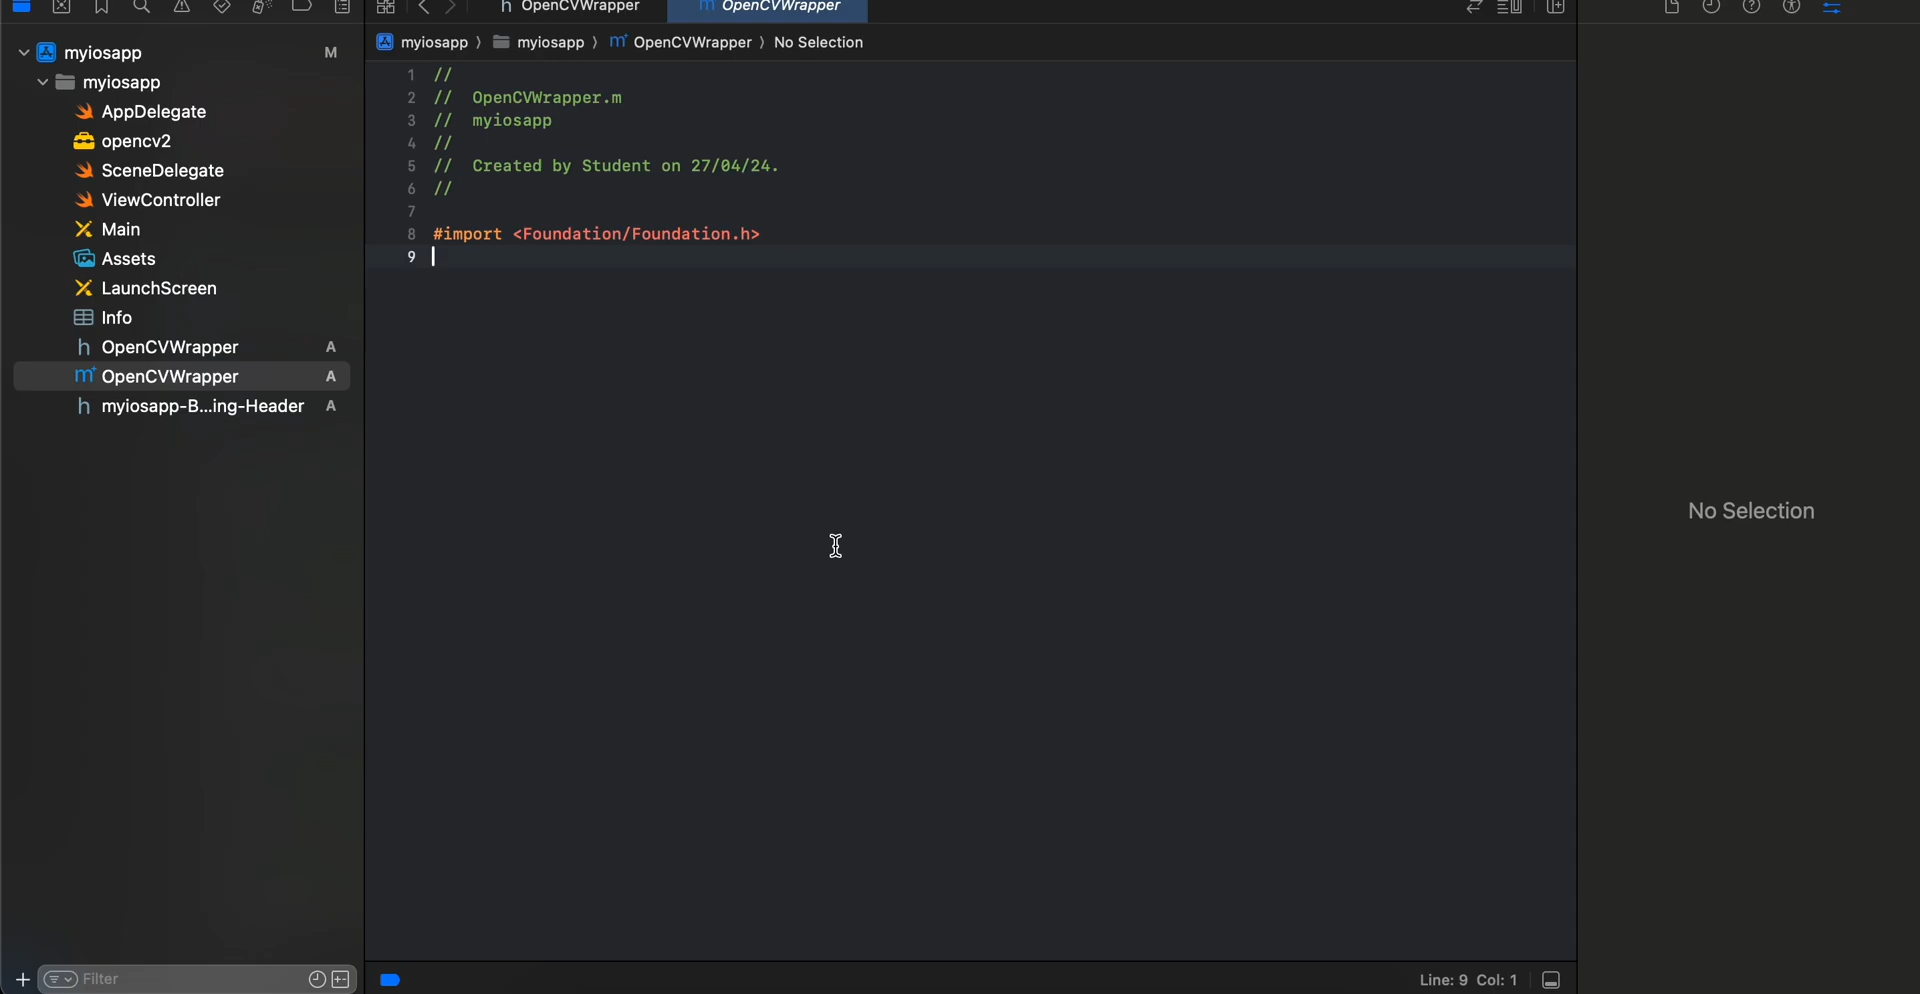 OpenCVWrapper
OpenCVWrapper
myiosapp M
myiosapp
AppDelegate
opencv2
SceneDelegate
ViewController
Main
Assets
LaunchScreen
Info
h OpenCVWrapper A
m OpenCVWrapper A
h myiosapp-B...ing-Header A
Filter
myiosapp 〉 myiosapp 〉 m OpenCVWrapper 〉 No Selection
1 //
2 //  OpenCVWrapper.m
3 //  myiosapp
4 //
5 //  Created by Student on 27/04/24.
6 //
7
8 #import <Foundation/Foundation.h>
9
Line: 9 Col: 1
No Selection